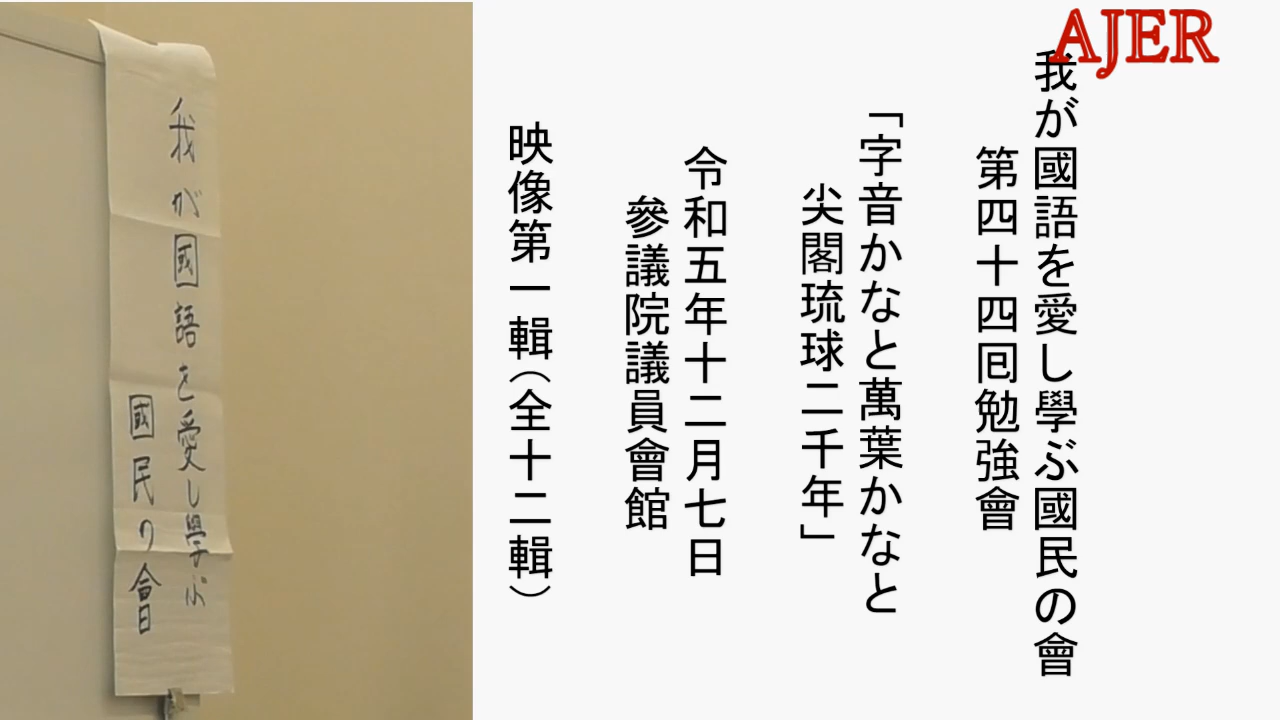 AJER
我が國語を愛し學ぶ國民の會
第四十四囘勉強會
「字音かなと萬葉かなと
尖閣琉球二千年」
令和五年十二月七日
參議院議員會館
映像第一輯(全十二輯)
我が國語を愛し學ぶ
國民の會